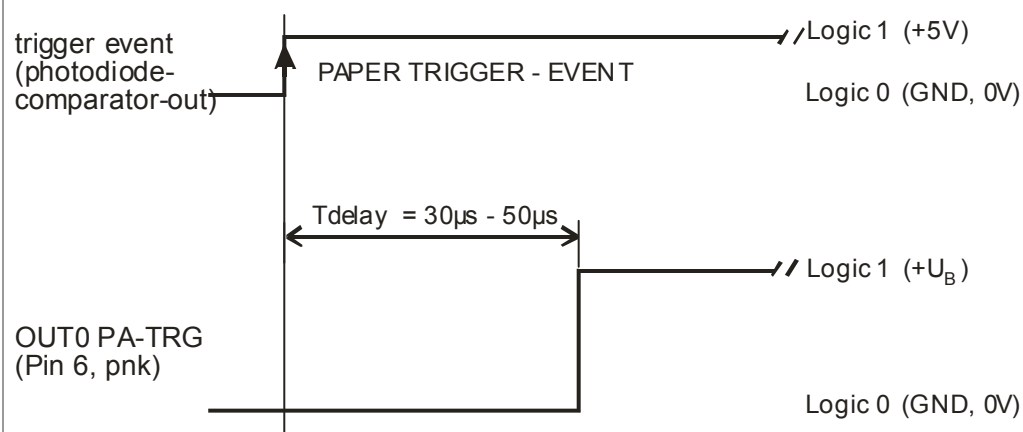 trigger event
(photodiode-
comparator-out)
PAPER TRIGGER - EVENT
Logic 1 (+5V)
Logic 0 (GND, 0V)
Tdelay = 30µs - 50µs
OUT0 PA-TRG
(Pin 6, pnk)
Logic 1 (+UB)
Logic 0 (GND, 0V)